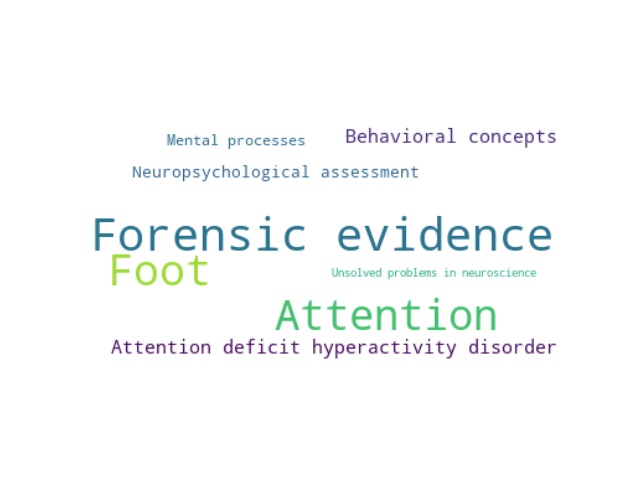 Mental processes
Behavioral concepts
Neuropsychological assessment
Forensic evidence
Foot
Unsolved problems in neuroscience
Attention
Attention deficit hyperactivity disorder